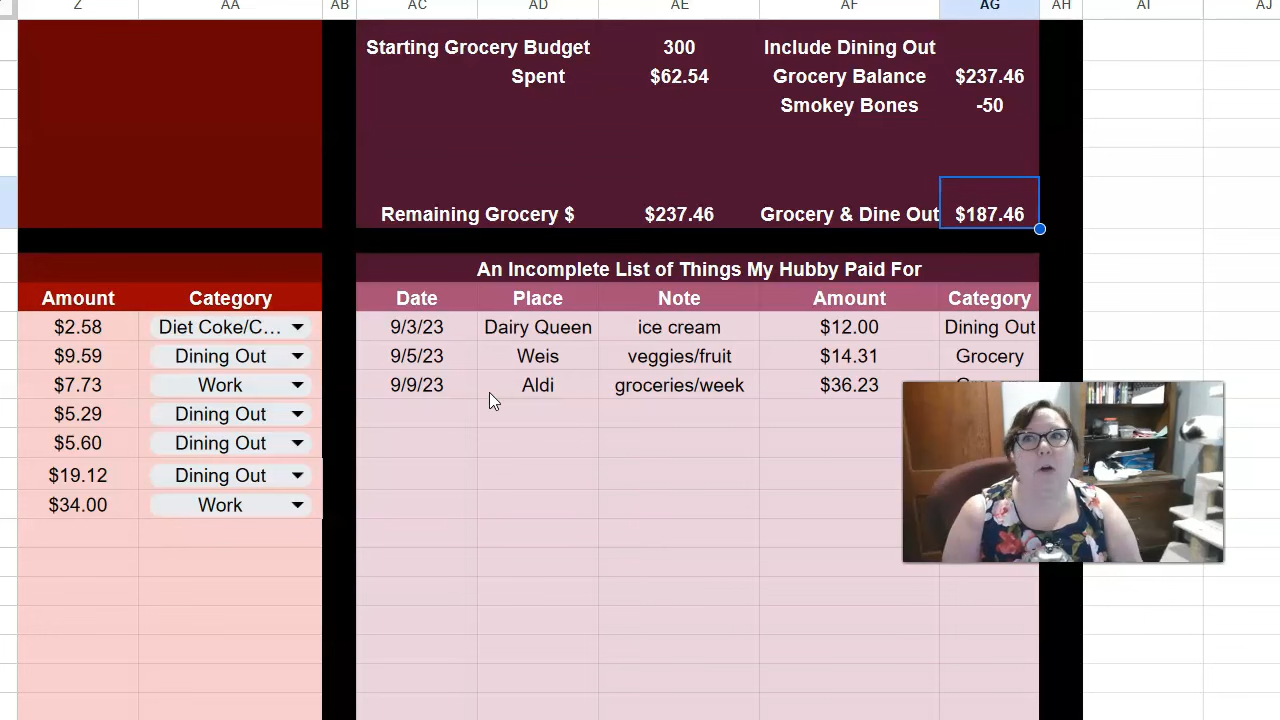 Z AA AB AC AD AE AF AG AH AI AJ
Starting Grocery Budget 300 Include Dining Out
Spent $62.54 Grocery Balance $237.46
Smokey Bones -50
Remaining Grocery $ $237.46 Grocery & Dine Out $187.46
An Incomplete List of Things My Hubby Paid For
Amount Category Date Place Note Amount Category
$2.58 Diet Coke/C... 9/3/23 Dairy Queen ice cream $12.00 Dining Out
$9.59 Dining Out 9/5/23 Weis veggies/fruit $14.31 Grocery
$7.73 Work 9/9/23 Aldi groceries/week $36.23
$5.29 Dining Out
$5.60 Dining Out
$19.12 Dining Out
$34.00 Work